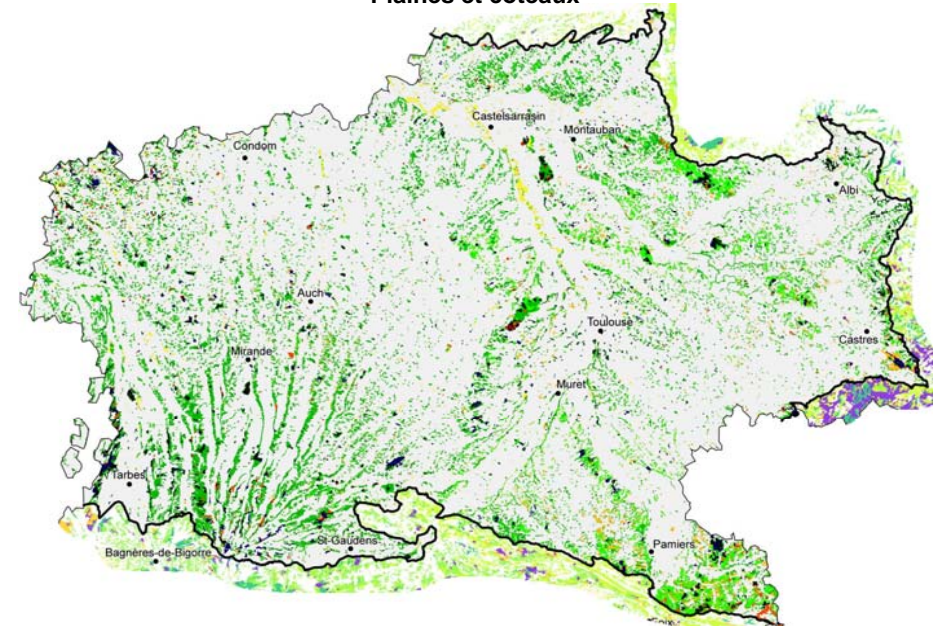 Plaines et coteaux
Castelsarrasin
Montauban
Condom
Albi
Auch
Toulouse
Castres
Mirande
Muret
Tarbes
St-Gaudens
Pamiers
Bagnères-de-Bigorre